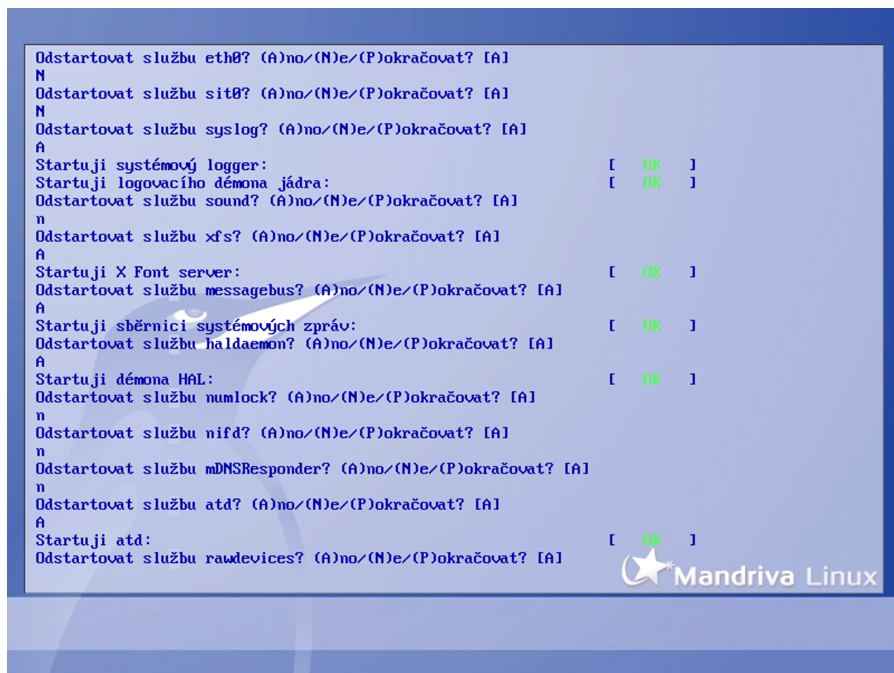 Odstartovat službu eth0? (A)no/(N)e/(P)okračovat? [A]
N
Odstartovat službu sit0? (A)no/(N)e/(P)okračovat? [A]
N
Odstartovat službu syslog? (A)no/(N)e/(P)okračovat? [A]
A
Startuji systémový logger: [ OK ]
Startuji logovacího démona jádra: [ OK ]
Odstartovat službu sound? (A)no/(N)e/(P)okračovat? [A]
n
Odstartovat službu xfs? (A)no/(N)e/(P)okračovat? [A]
A
Startuji X Font server: [ OK ]
Odstartovat službu messagebus? (A)no/(N)e/(P)okračovat? [A]
A
Startuji sběrnici systémových zpráv: [ OK ]
Odstartovat službu haldaemon? (A)no/(N)e/(P)okračovat? [A]
A
Startuji démona HAL: [ OK ]
Odstartovat službu numlock? (A)no/(N)e/(P)okračovat? [A]
n
Odstartovat službu nifd? (A)no/(N)e/(P)okračovat? [A]
n
Odstartovat službu mDNSResponder? (A)no/(N)e/(P)okračovat? [A]
n
Odstartovat službu atd? (A)no/(N)e/(P)okračovat? [A]
A
Startuji atd: [ OK ]
Odstartovat službu rawdevices? (A)no/(N)e/(P)okračovat? [A]
Mandriva Linux